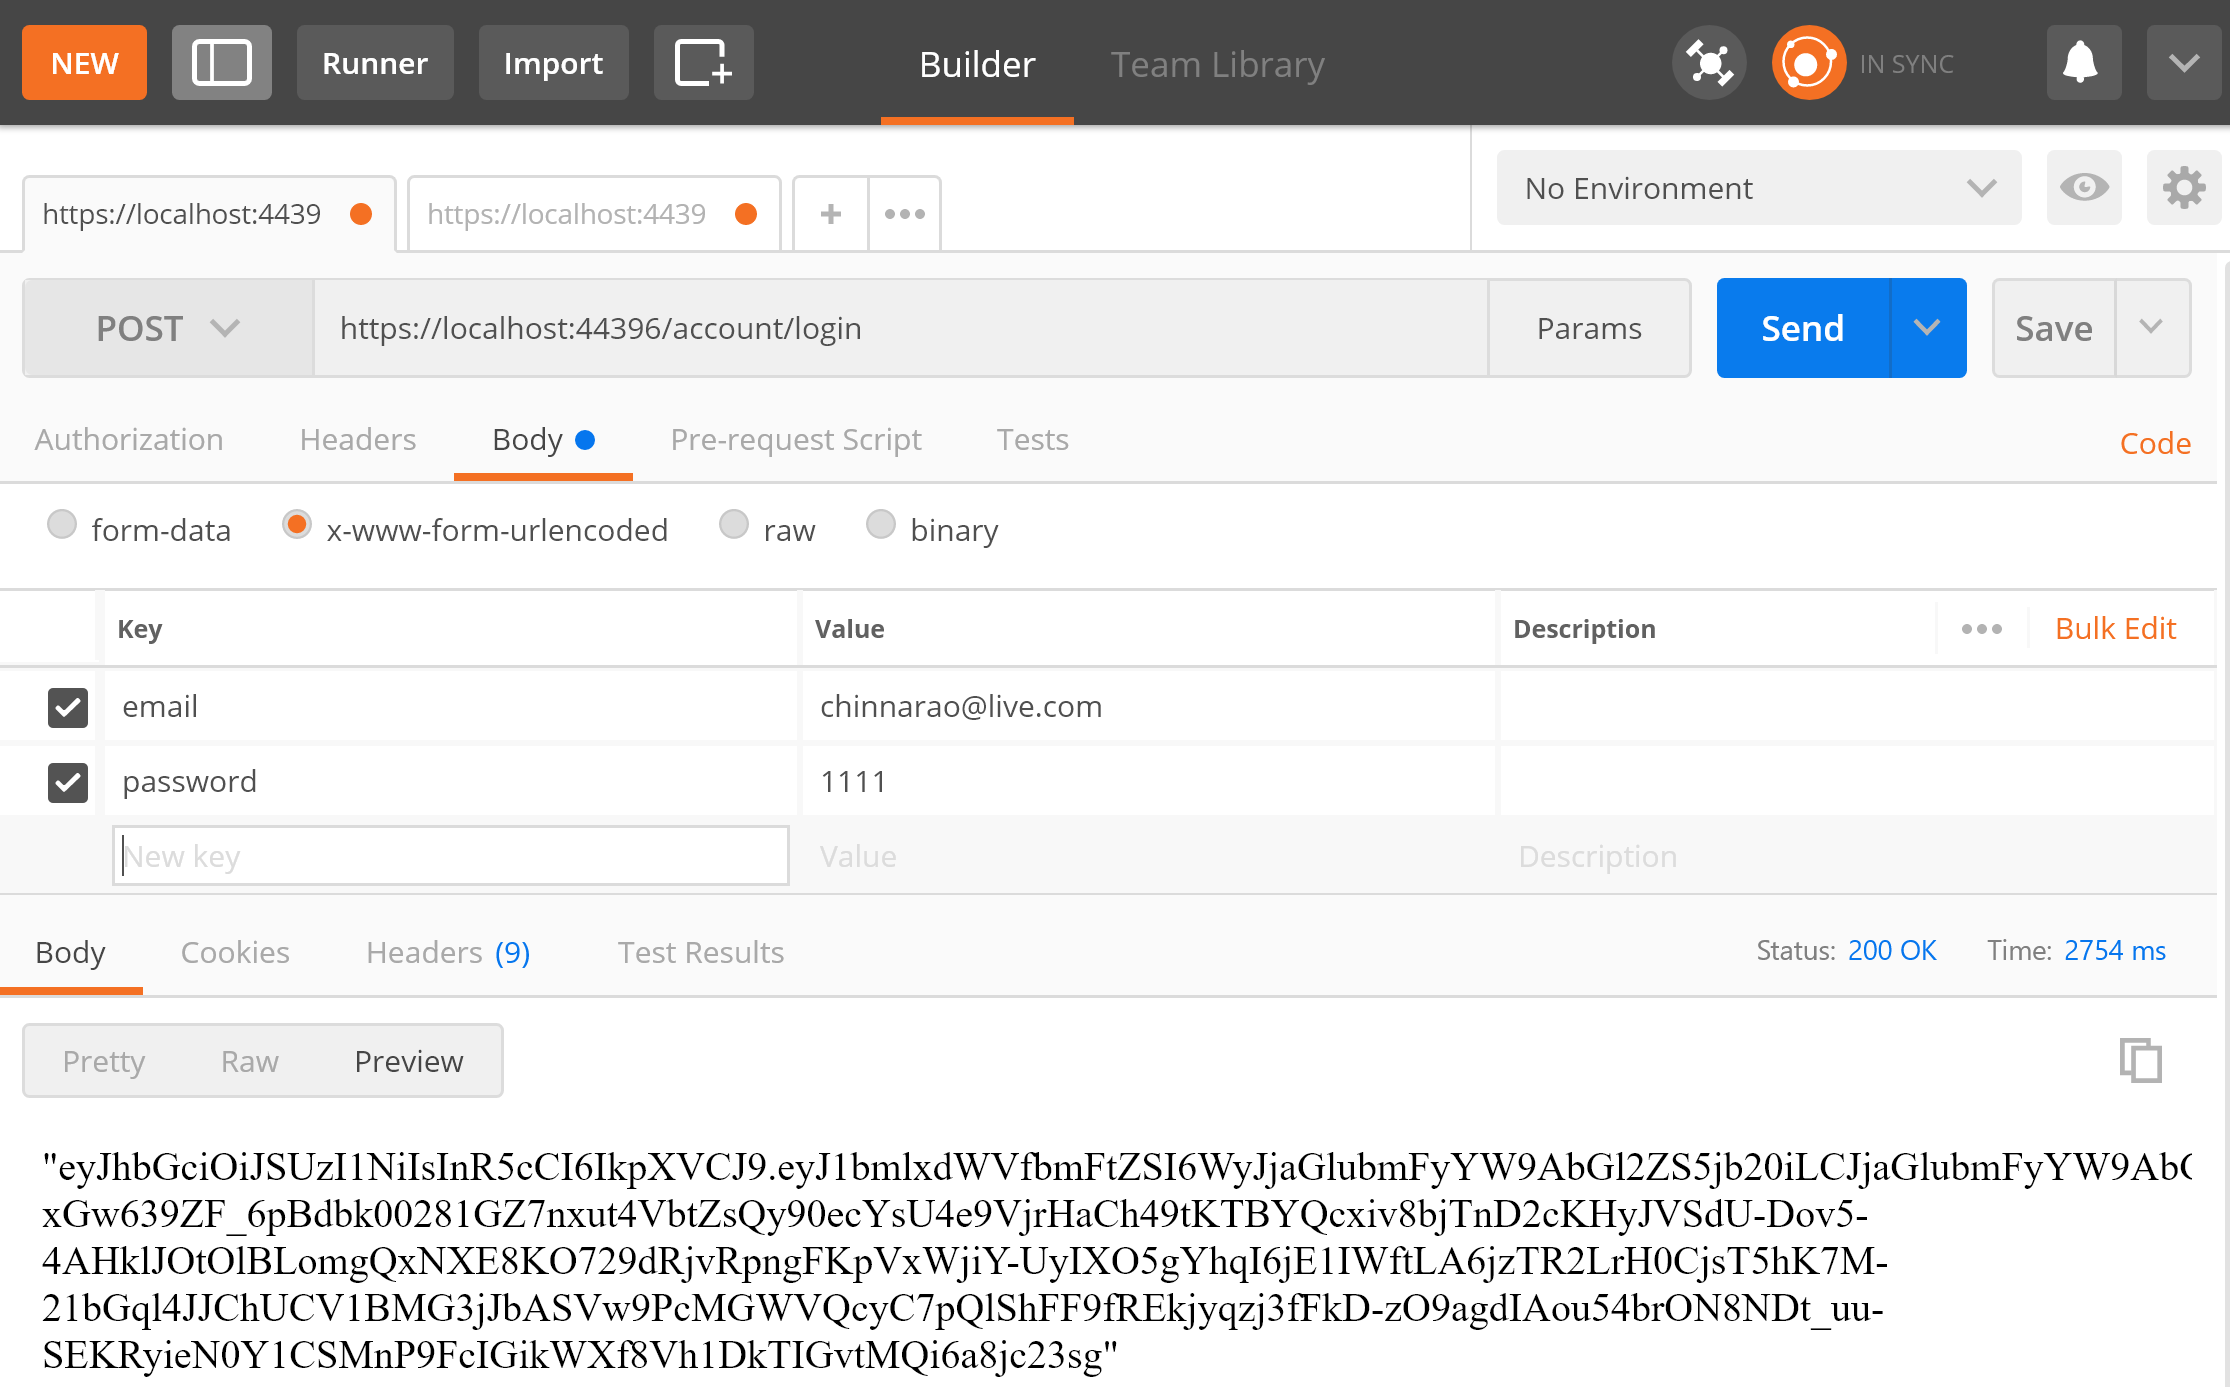 NEW Runner Import Builder Team Library IN SYNC
https://localhost:4439 https://localhost:4439 + No Environment
POST https://localhost:44396/account/login Params Send Save
Authorization Headers Body Pre-request Script Tests Code
form-data x-www-form-urlencoded raw binary
Key Value Description Bulk Edit
email chinnarao@live.com
password 1111
New key Value Description
Body Cookies Headers (9) Test Results Status: 200 OK Time: 2754 ms
Pretty Raw Preview
"eyJhbGciOiJSUzI1NiIsInR5cCI6IkpXVCJ9.eyJ1bmlxdWVfbmFtZSI6WyJjaGlubmFyYW9AbGl2ZS5jb20iLCJjaGlubmFyYW9AbG
xGw639ZF_6pBdbk00281GZ7nxut4VbtZsQy90ecYsU4e9VjrHaCh49tKTBYQcxiv8bjTnD2cKHyJVSdU-Dov5-
4AHklJOtOlBLomgQxNXE8KO729dRjvRpngFKpVxWjiY-UyIXO5gYhqI6jE1IWftLA6jzTR2LrH0CjsT5hK7M-
21bGql4JJChUCV1BMG3jJbASVw9PcMGWVQcyC7pQlShFF9fREkjyqzj3fFkD-zO9agdIAou54brON8NDt_uu-
SEKRyieN0Y1CSMnP9FcIGikWXf8Vh1DkTIGvtMQi6a8jc23sg"